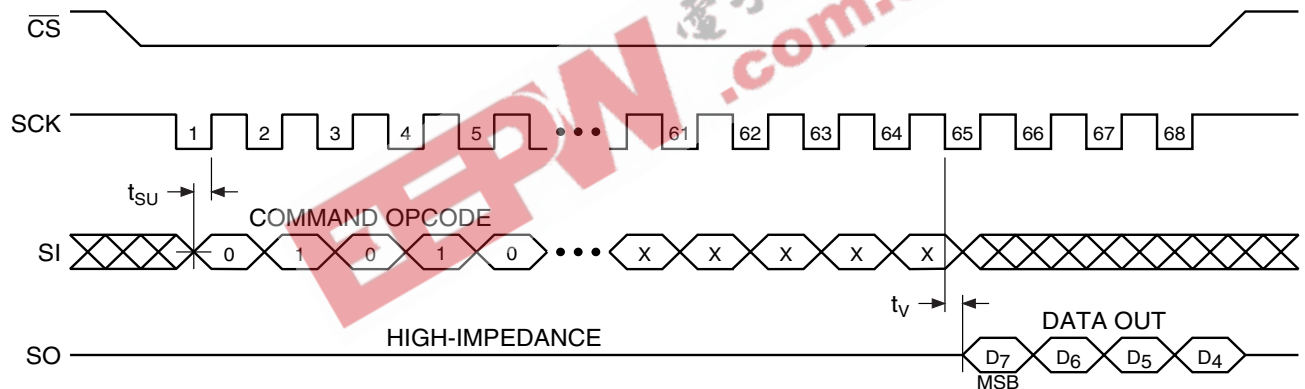 CS
SCK 1 2 3 4 5 ••• 61 62 63 64 65 66 67 68
tSU
COMMAND OPCODE
SI 0 1 0 1 0 ••• X X X X X
tV
HIGH-IMPEDANCE
DATA OUT
SO D7 D6 D5 D4
MSB
EEPW
.com.